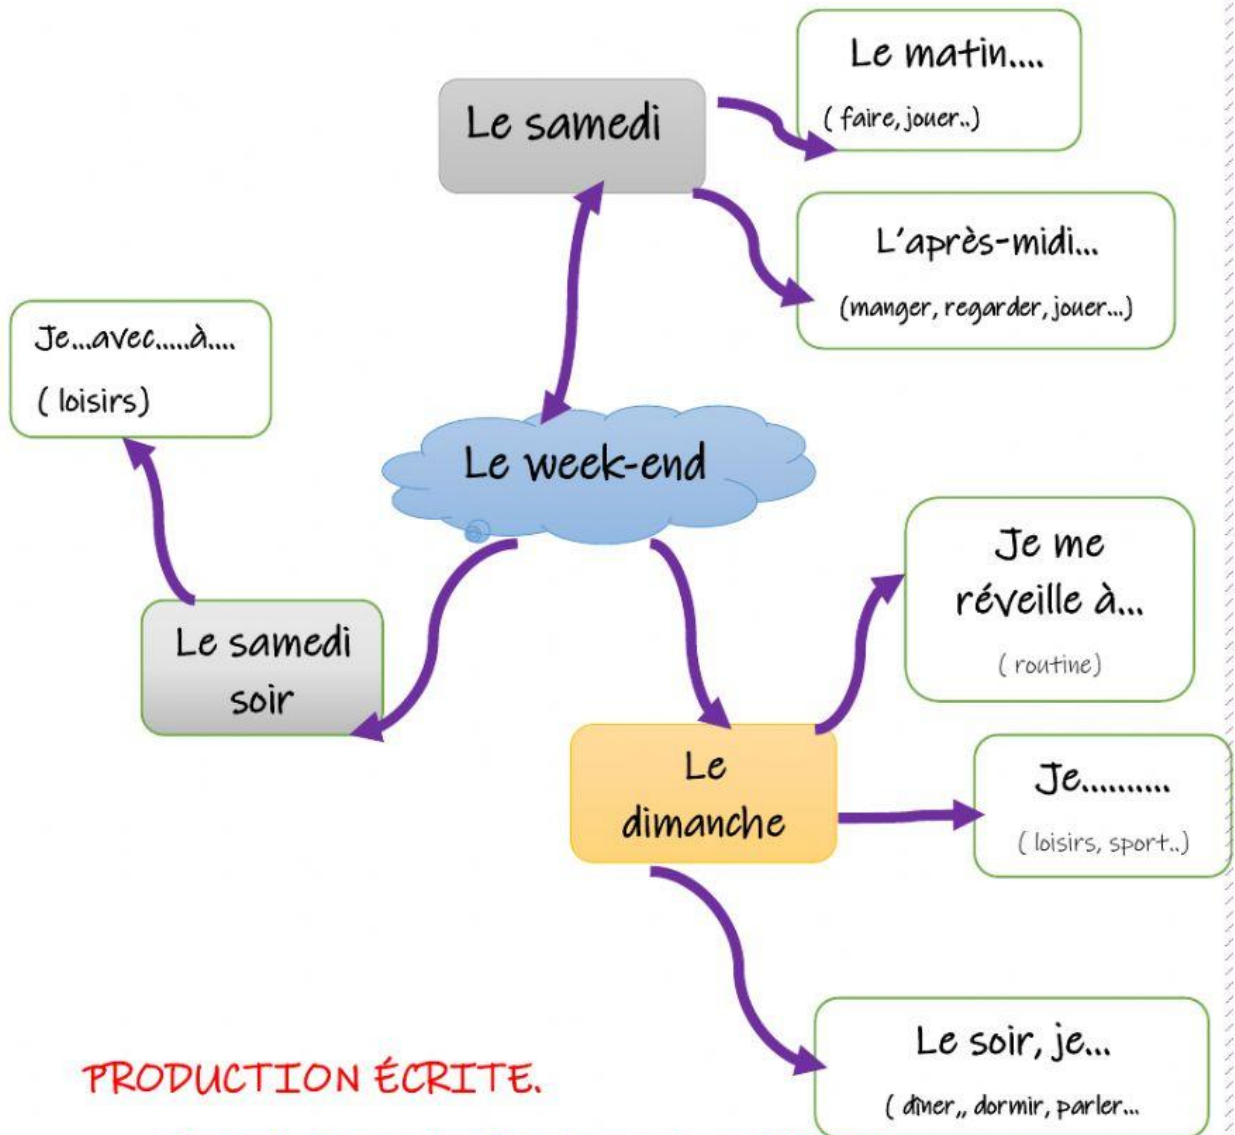 Le matin....
( faire, jouer..)
Le samedi
L'après-midi...
(manger, regarder, jouer...)
Je...avec.....à....
( loisirs)
Le week-end
Je me
réveille à...
( routine)
Le samedi
soir
Le
dimanche
Je..........
( loisirs, sport..)
Le soir, je...
( dîner,, dormir, parler...
PRODUCTION ÉCRITE.